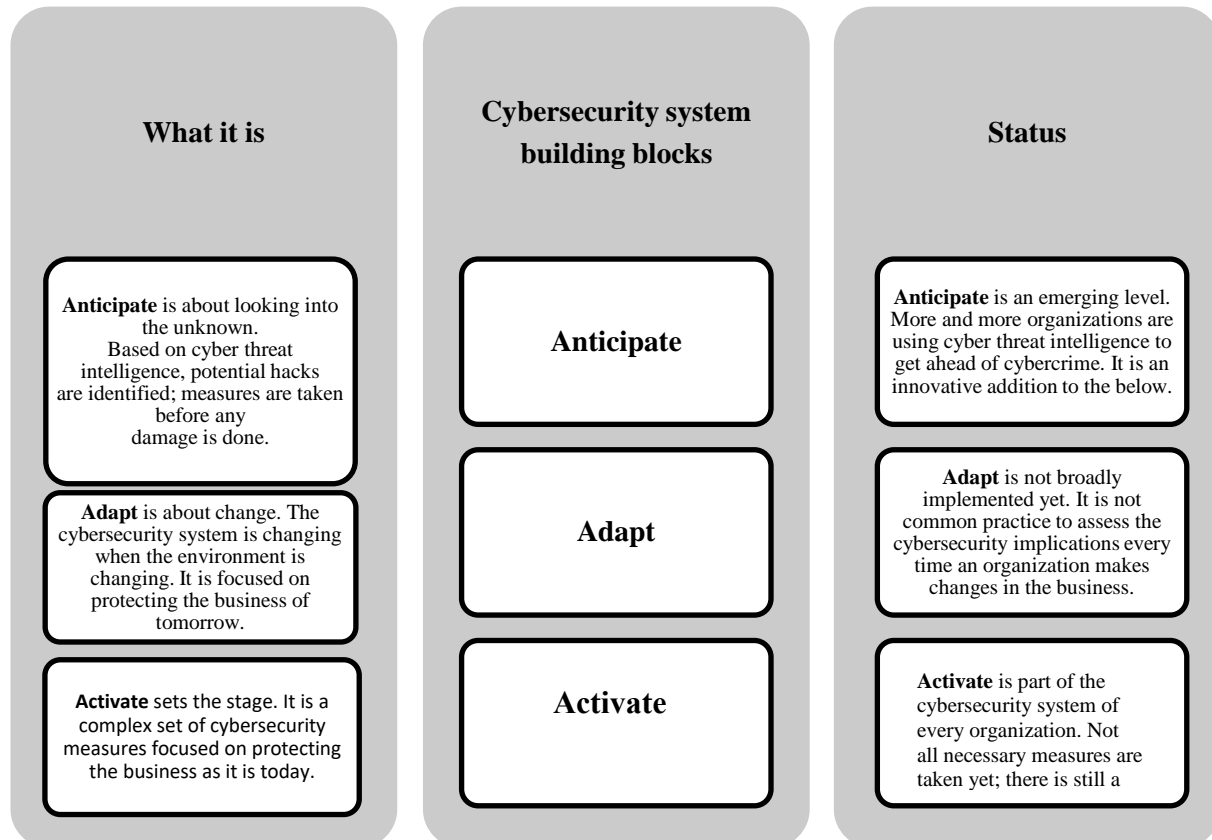 What it is
Anticipate is about looking into
the unknown.
Based on cyber threat
intelligence, potential hacks
are identified; measures are taken
before any
damage is done.
Adapt is about change. The
cybersecurity system is changing
when the environment is
changing. It is focused on
protecting the business of
tomorrow.
Activate sets the stage. It is a
complex set of cybersecurity
measures focused on protecting
the business as it is today.
Cybersecurity system
building blocks
Anticipate
Adapt
Activate
Status
Anticipate is an emerging level.
More and more organizations are
using cyber threat intelligence to
get ahead of cybercrime. It is an
innovative addition to the below.
Adapt is not broadly
implemented yet. It is not
common practice to assess the
cybersecurity implications every
time an organization makes
changes in the business.
Activate is part of the
cybersecurity system of
every organization. Not
all necessary measures are
taken yet; there is still a